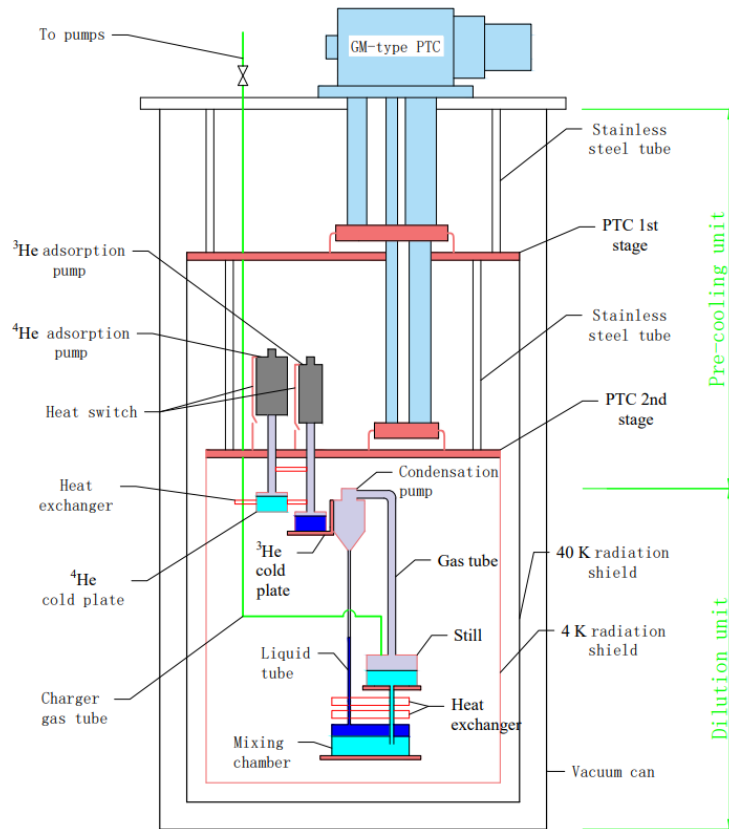 To pumps
GM-type PTC
Stainless
steel tube
PTC 1st
stage
³He adsorption
pump
⁴He adsorption
pump
Stainless
steel tube
Pre-cooling unit
Heat switch
PTC 2nd
stage
Condensation
pump
Heat
exchanger
³He
cold
plate
Gas tube
40 K radiation
shield
⁴He
cold plate
Still
4 K radiation
shield
Liquid
tube
Dilution unit
Charger
gas tube
Heat
exchanger
Mixing
chamber
Vacuum can